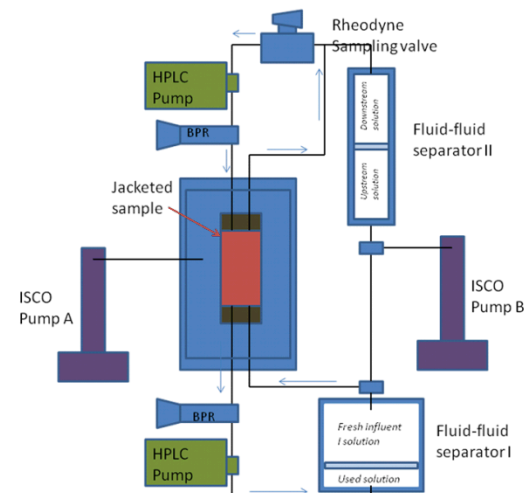 Rheodyne
Sampling valve
HPLC
Pump
BPR
Downstream
solution
Upstream
solution
Fluid-fluid
separator II
Jacketed
sample
ISCO
Pump A
ISCO
Pump B
BPR
HPLC
Pump
Fresh influent
I solution
Used solution
Fluid-fluid
separator I